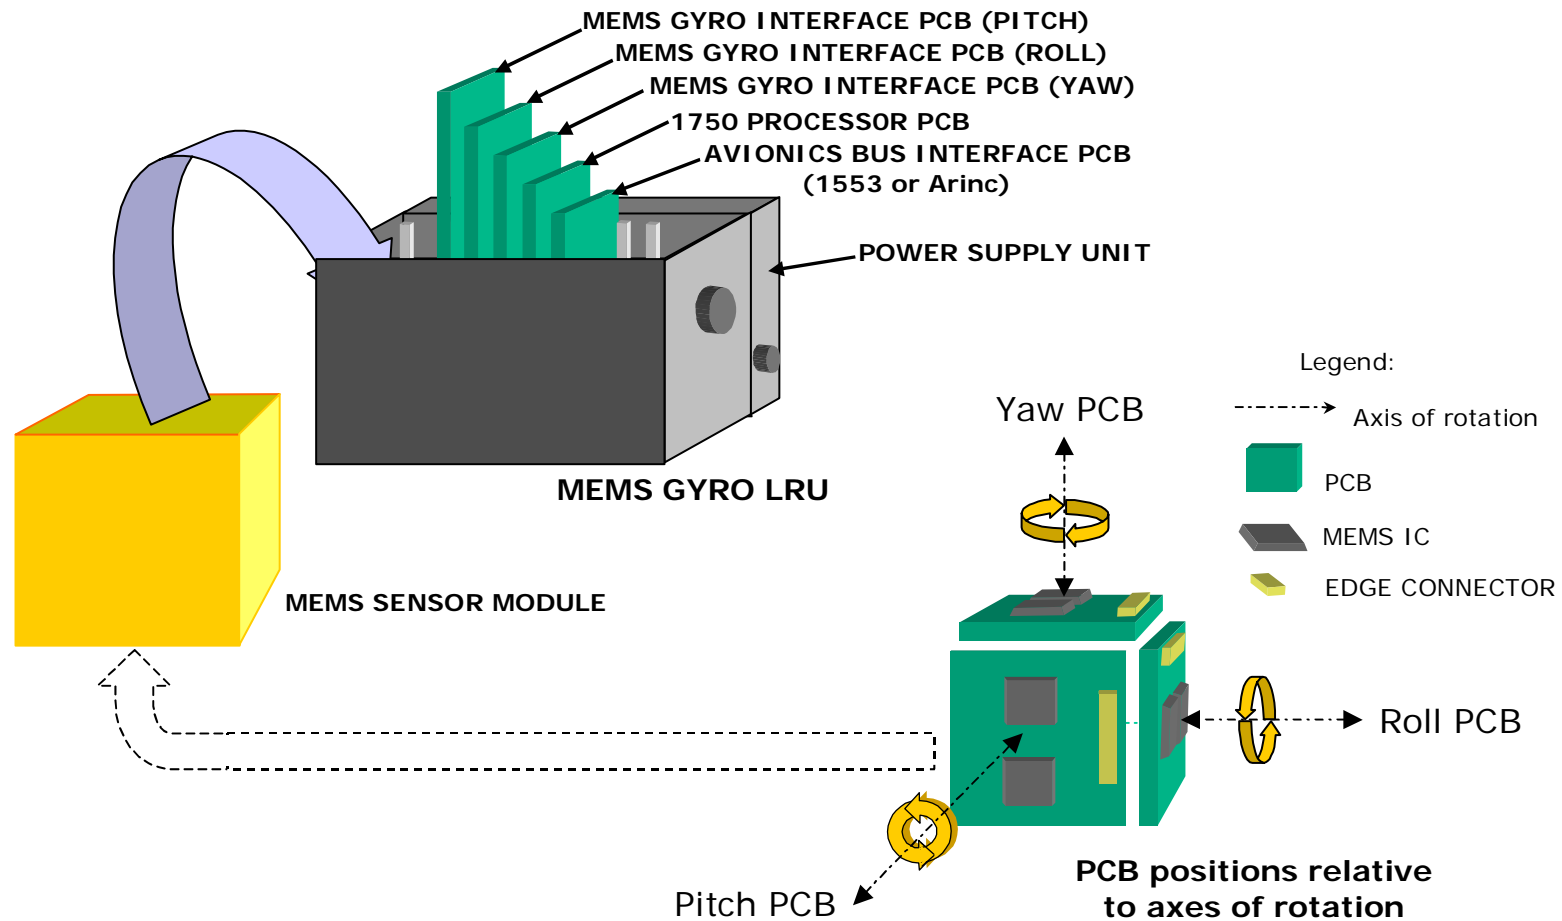 MEMS GYRO INTERFACE PCB (PITCH)
MEMS GYRO INTERFACE PCB (ROLL)
MEMS GYRO INTERFACE PCB (YAW)
1750 PROCESSOR PCB
AVIONICS BUS INTERFACE PCB
(1553 or Arinc)
POWER SUPPLY UNIT
MEMS GYRO LRU
MEMS SENSOR MODULE
Legend:
Axis of rotation
PCB
MEMS IC
EDGE CONNECTOR
Yaw PCB
Roll PCB
Pitch PCB
PCB positions relative
to axes of rotation